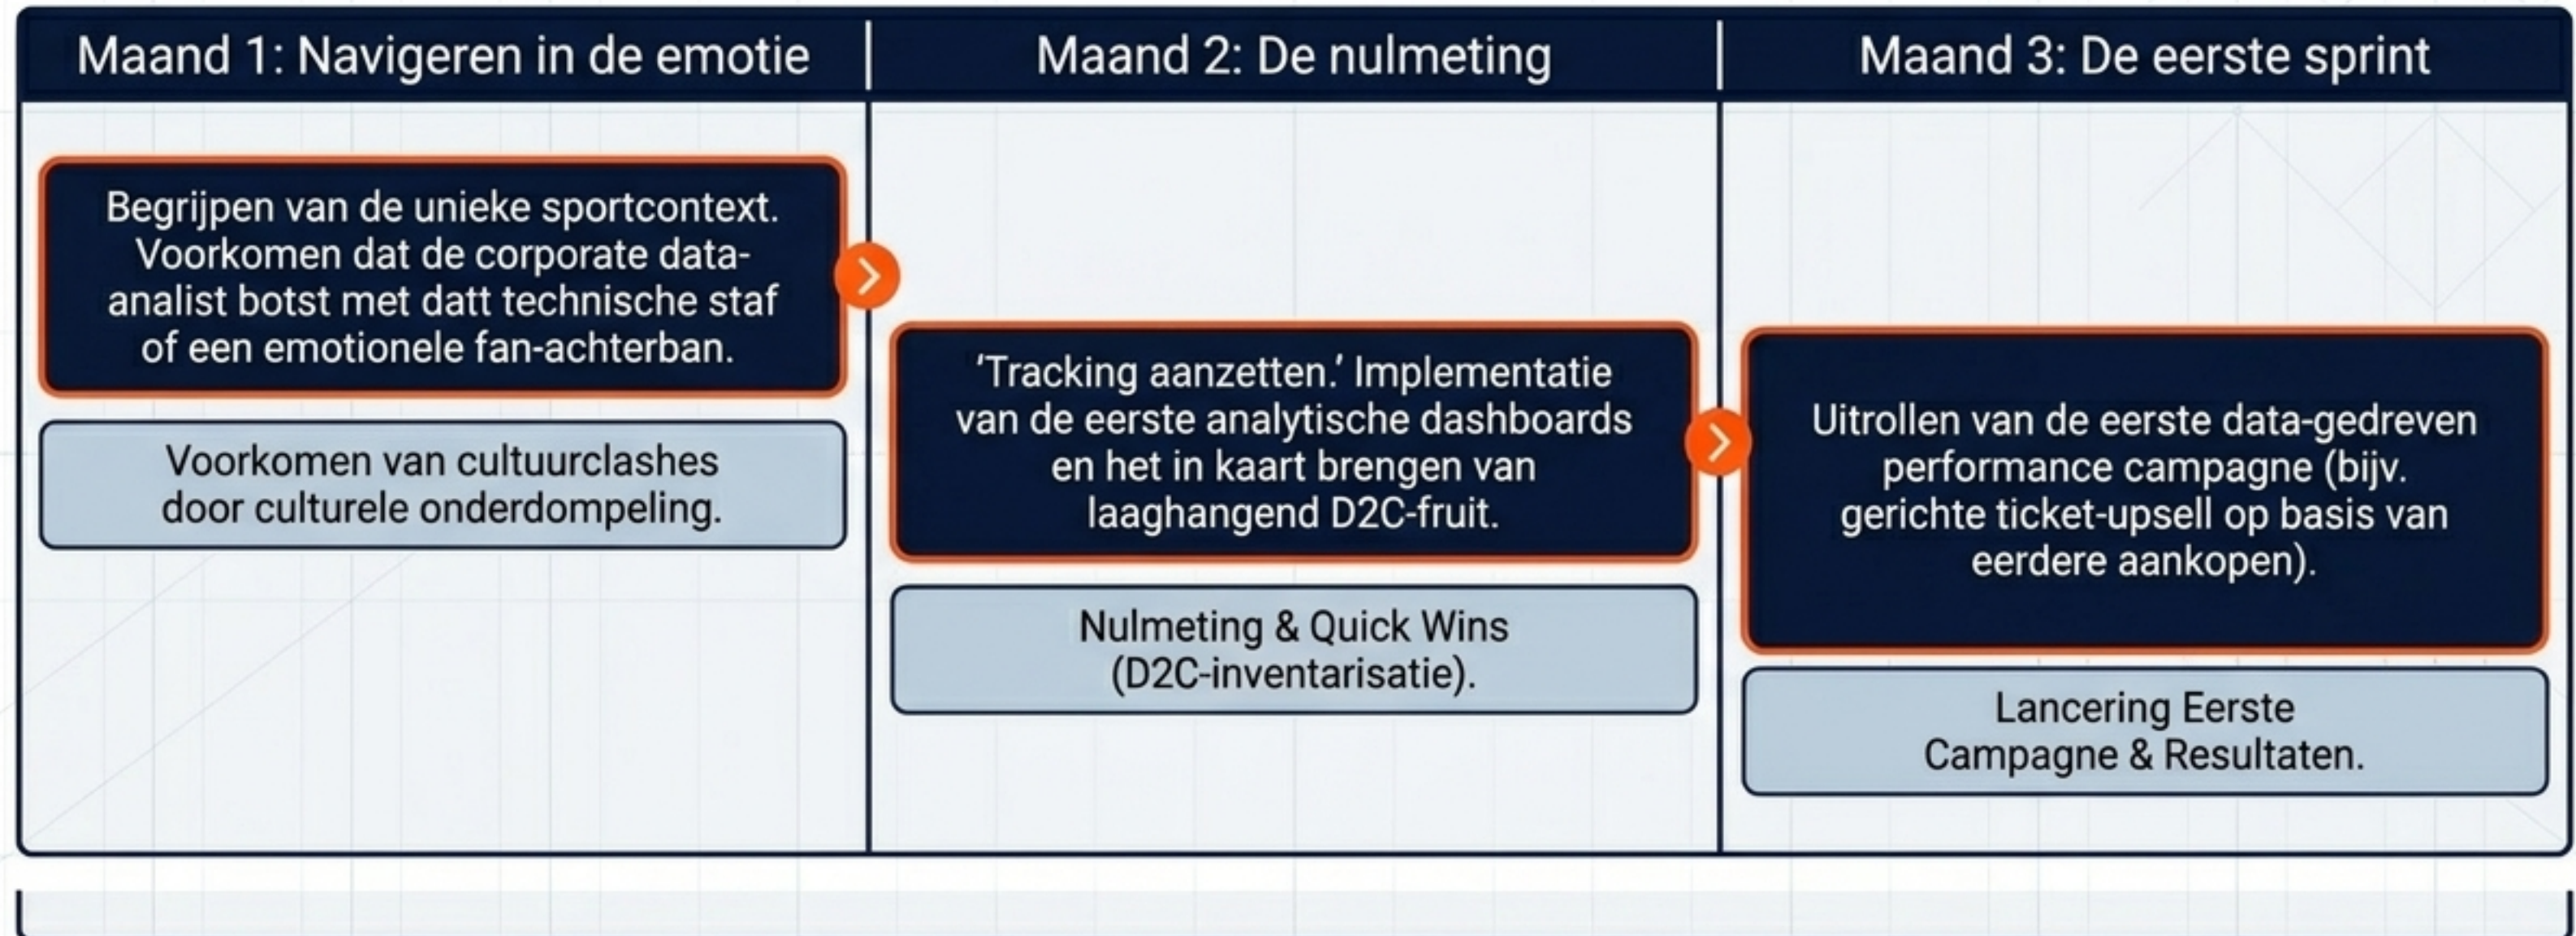 Maand 1: Navigeren in de emotie
Begrijpen van de unieke sportcontext.
Voorkomen dat de corporate data-
analist botst met datt technische staf
of een emotionele fan-achterban.
Voorkomen van cultuurclashes
door culturele onderdompeling.
Maand 2: De nulmeting
'Tracking aanzetten.' Implementatie
van de eerste analytische dashboards
en het in kaart brengen van
laaghangend D2C-fruit.
Nulmeting & Quick Wins
(D2C-inventarisatie).
Maand 3: De eerste sprint
Uitrollen van de eerste data-gedreven
performance campagne (bijv.
gerichte ticket-upsell op basis van
eerdere aankopen).
Lancering Eerste
Campagne & Resultaten.